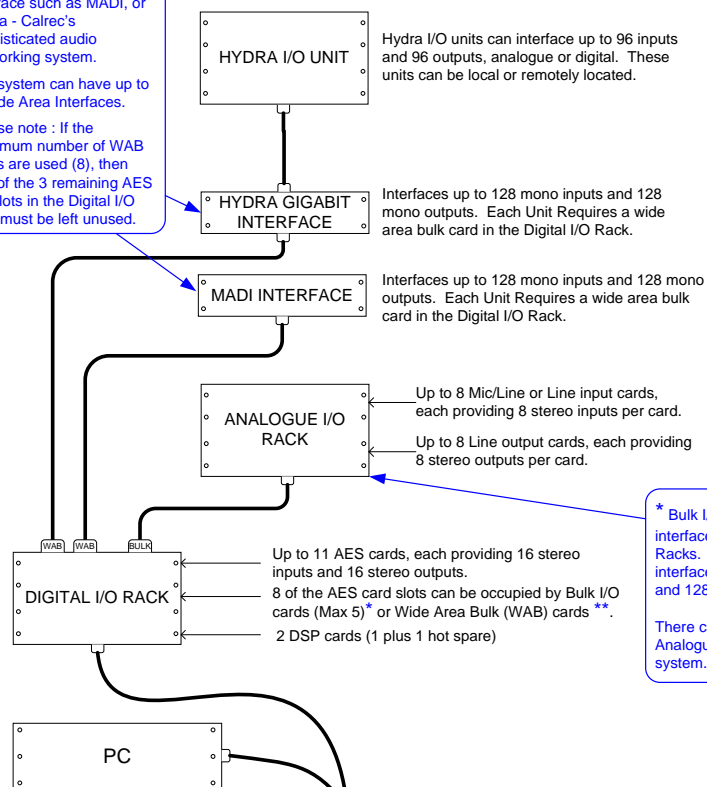 such as MADI, or
- Calrec's
audio
system.
system can have up to
Area Interfaces.
note : If the
number of WAB
are used (8), then
of the 3 remaining AES
in the Digital I/O
must be left unused.
HYDRA I/O UNIT
Hydra I/O units can interface up to 96 inputs
and 96 outputs, analogue or digital. These
units can be local or remotely located.
HYDRA GIGABIT
INTERFACE
Interfaces up to 128 mono inputs and 128
mono outputs. Each Unit Requires a wide
area bulk card in the Digital I/O Rack.
MADI INTERFACE
Interfaces up to 128 mono inputs and 128 mono
outputs. Each Unit Requires a wide area bulk
card in the Digital I/O Rack.
ANALOGUE I/O
RACK
Up to 8 Mic/Line or Line input cards,
each providing 8 stereo inputs per card.
Up to 8 Line output cards, each providing
8 stereo outputs per card.
* Bulk
interface
Racks.
interface
and 128
There
Analogue
system.
WAB WAB BULK
DIGITAL I/O RACK
Up to 11 AES cards, each providing 16 stereo
inputs and 16 stereo outputs.
8 of the AES card slots can be occupied by Bulk I/O
cards (Max 5)* or Wide Area Bulk (WAB) cards **.
2 DSP cards (1 plus 1 hot spare)
PC